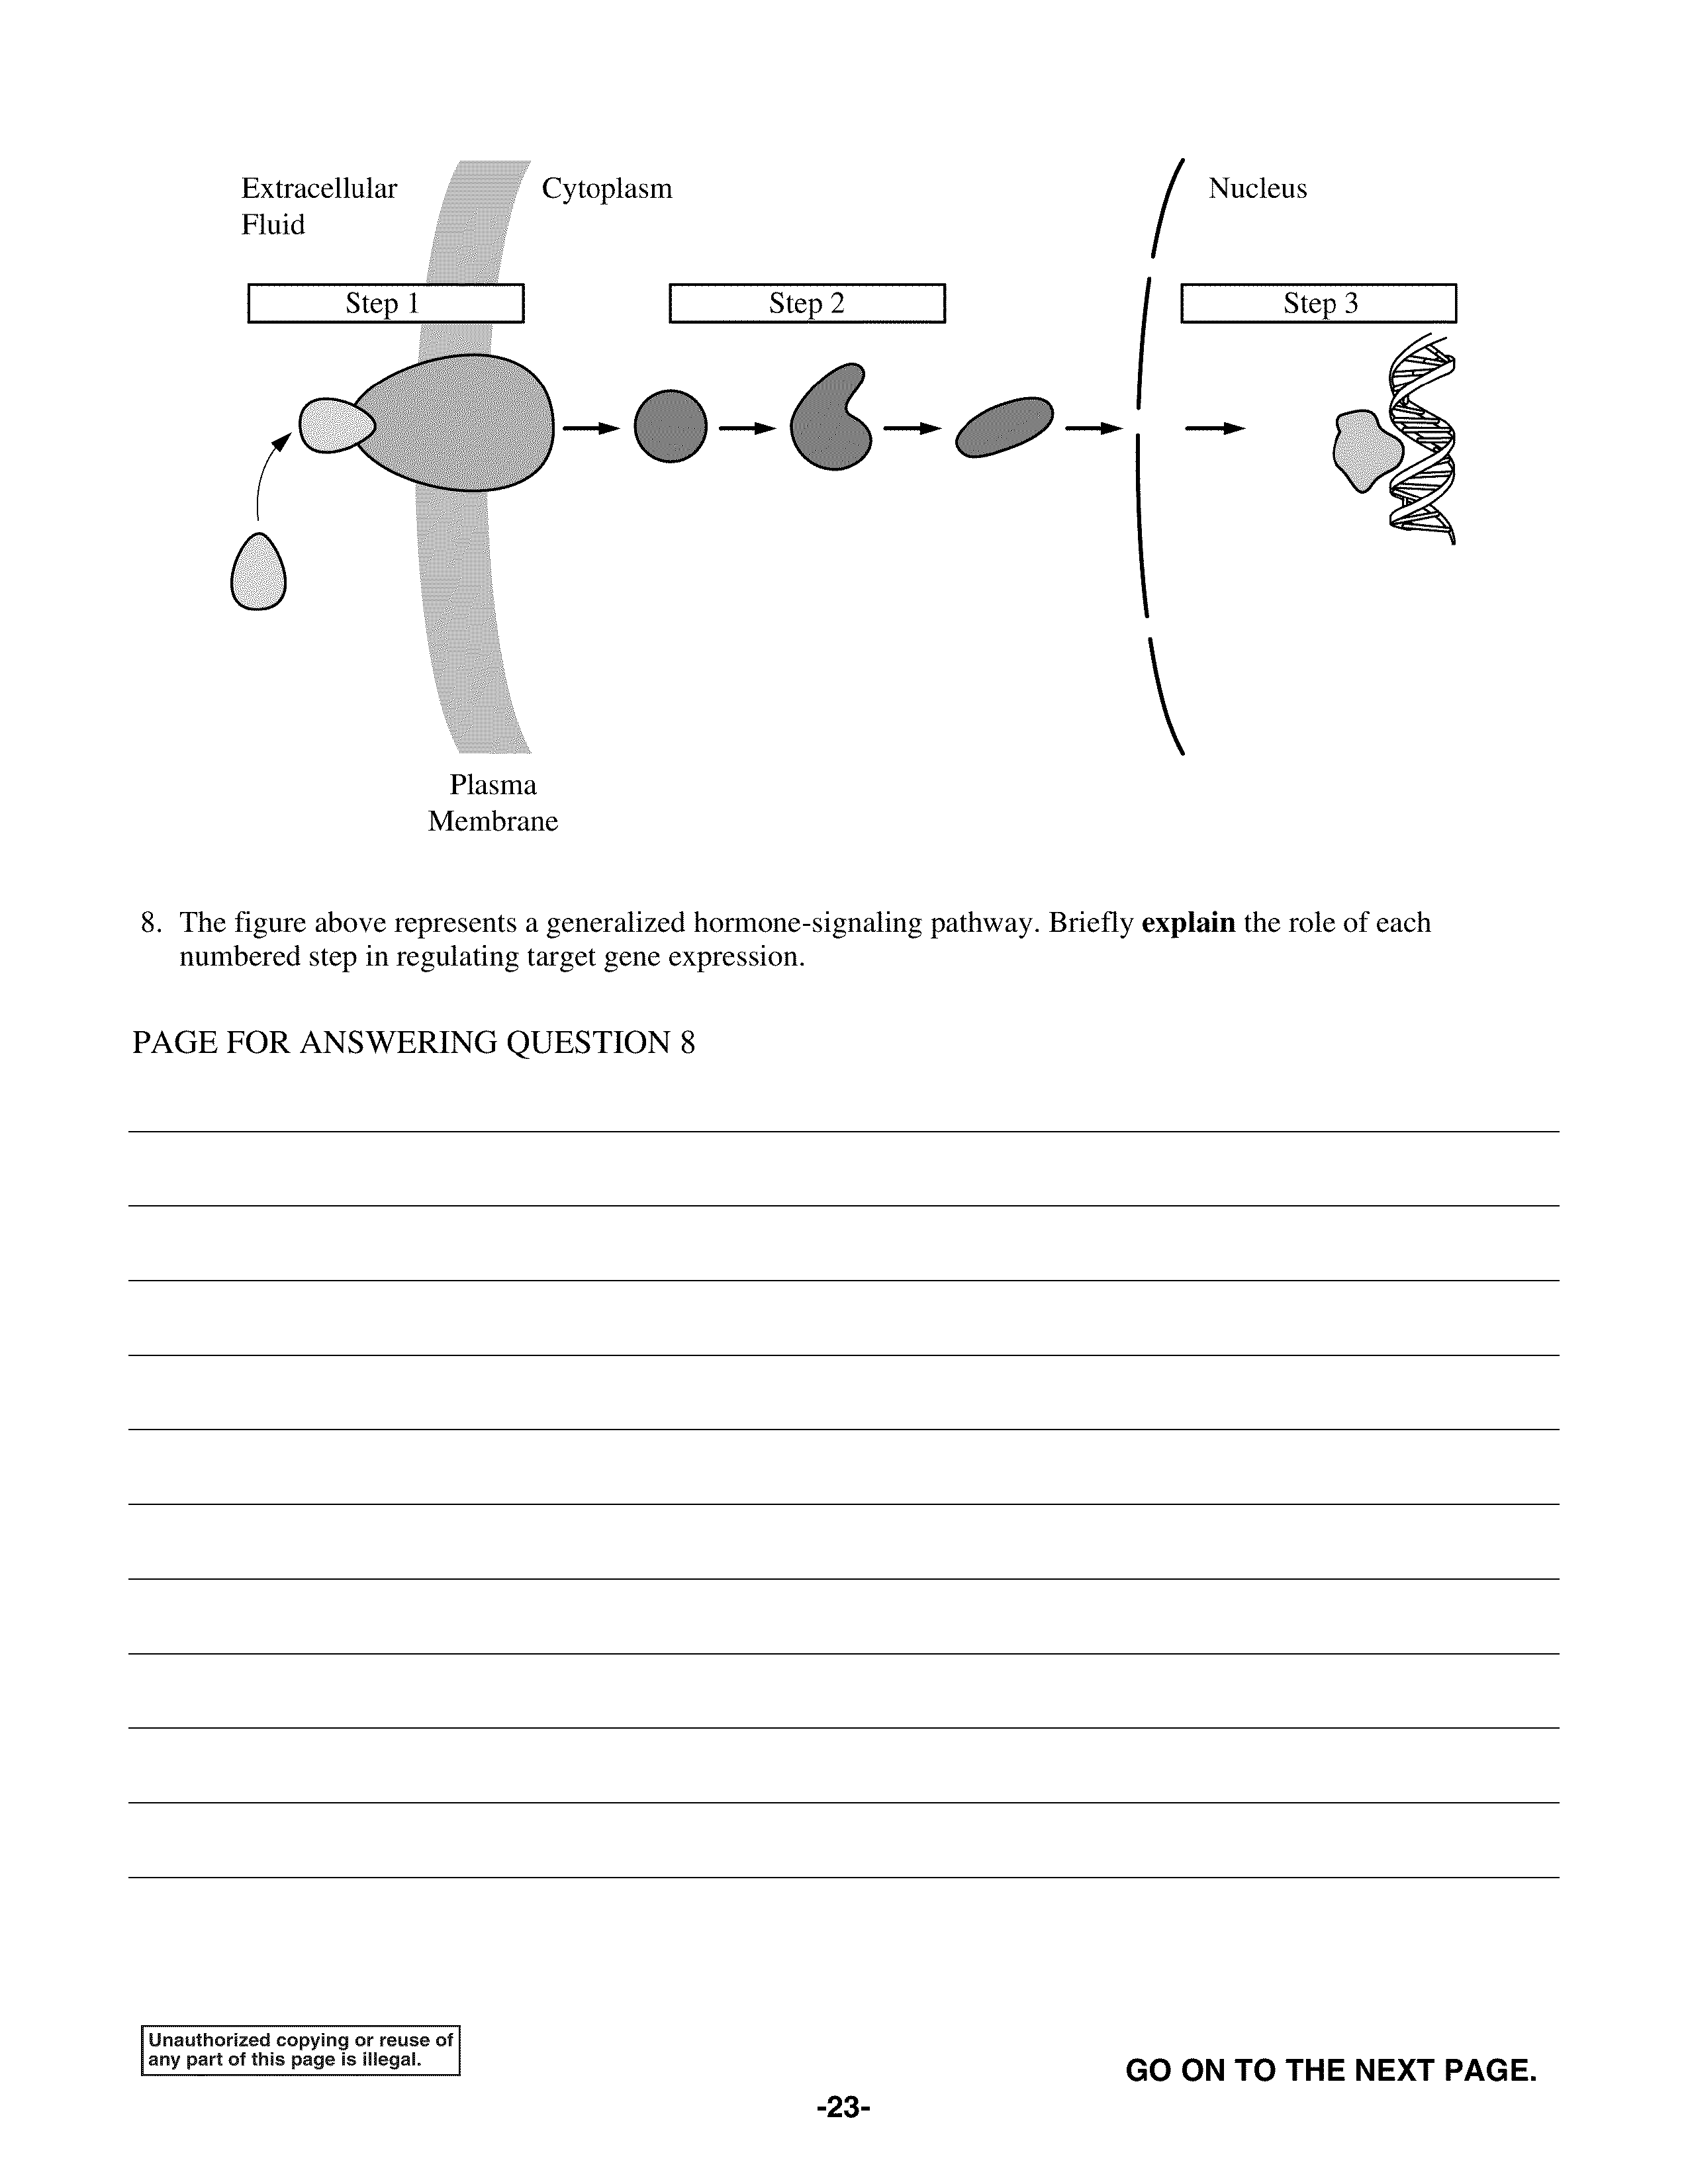 Extracellular
Fluid
Cytoplasm
Nucleus
Step 1
Step 2
Step 3
Plasma
Membrane
8. The figure above represents a generalized hormone-signaling pathway. Briefly explain the role of each
numbered step in regulating target gene expression.
PAGE FOR ANSWERING QUESTION 8
Unauthorized copying or reuse of
any part of this page is illegal.
GO ON TO THE NEXT PAGE.
-23-